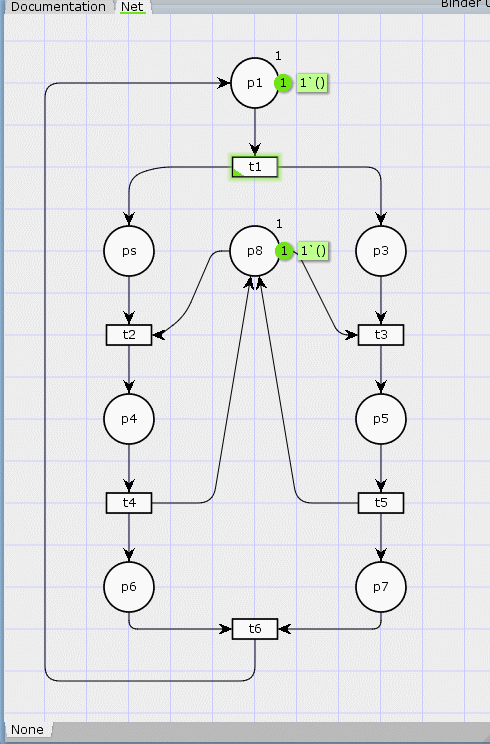 Documentation Net Binder
1
p1 1 1`()
t1
1
ps p8 1 1`() p3
t2 t3
p4 p5
t4 t5
p6 p7
t6
None